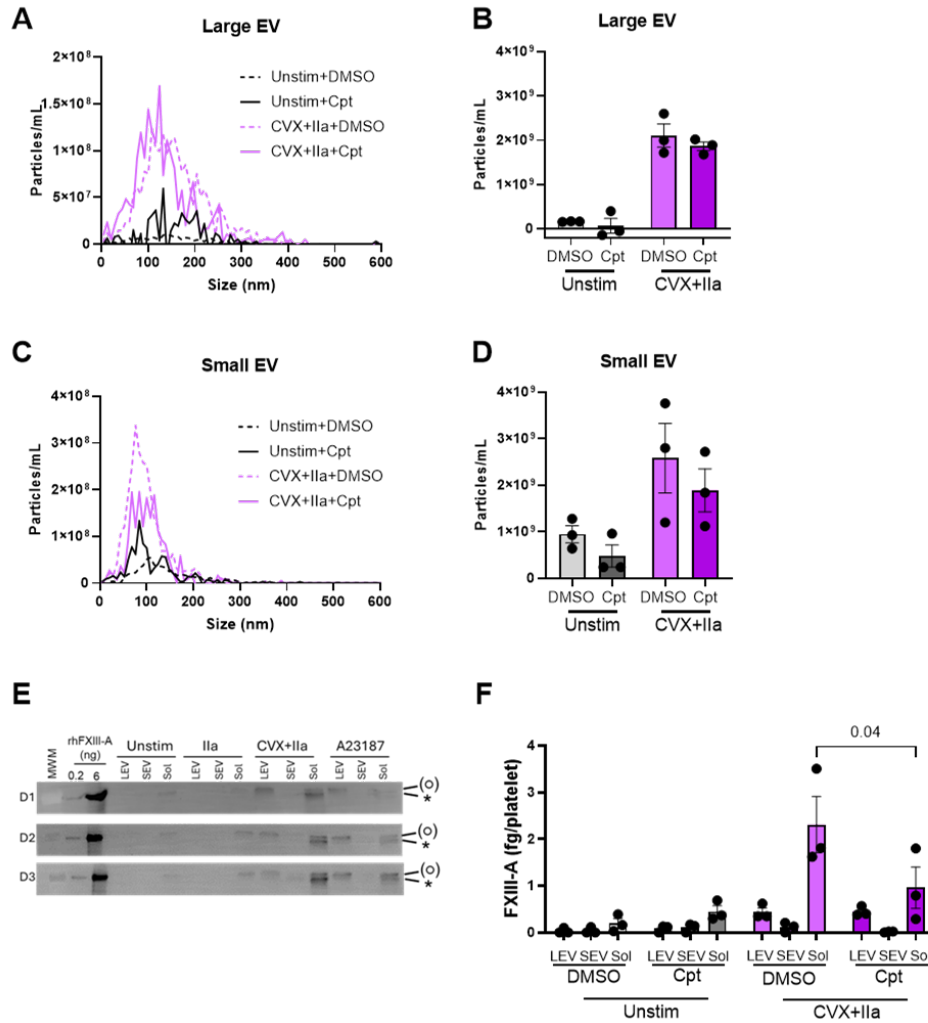 A
Large EV
2×10⁸
1.5×10⁸
1×10⁸
5×10⁷
0
Particles/mL
0 100 200 300 400 500 600
Size (nm)
Unstim+DMSO
Unstim+Cpt
CVX+IIa+DMSO
CVX+IIa+Cpt
B
Large EV
4×10⁹
3×10⁹
2×10⁹
1×10⁹
0
Particles/mL
DMSO Cpt DMSO Cpt
Unstim CVX+IIa
C
Small EV
4×10⁸
3×10⁸
2×10⁸
1×10⁸
0
Particles/mL
0 100 200 300 400 500 600
Size (nm)
Unstim+DMSO
Unstim+Cpt
CVX+IIa+DMSO
CVX+IIa+Cpt
D
Small EV
4×10⁹
3×10⁹
2×10⁹
1×10⁹
0
Particles/mL
DMSO Cpt DMSO Cpt
Unstim CVX+IIa
E
rhFXIII-A
(ng)
Unstim IIa CVX+IIa A23187
MWM 0.2 6 LEV SEV Sol LEV SEV Sol LEV SEV Sol LEV SEV Sol
D1 (o)
*
D2 (o)
*
D3 (o)
*
F
0.04
4
3
2
1
0
FXIII-A (fg/platelet)
LEV SEV Sol LEV SEV Sol LEV SEV Sol LEV SEV Sol
DMSO Cpt DMSO Cpt
Unstim CVX+IIa